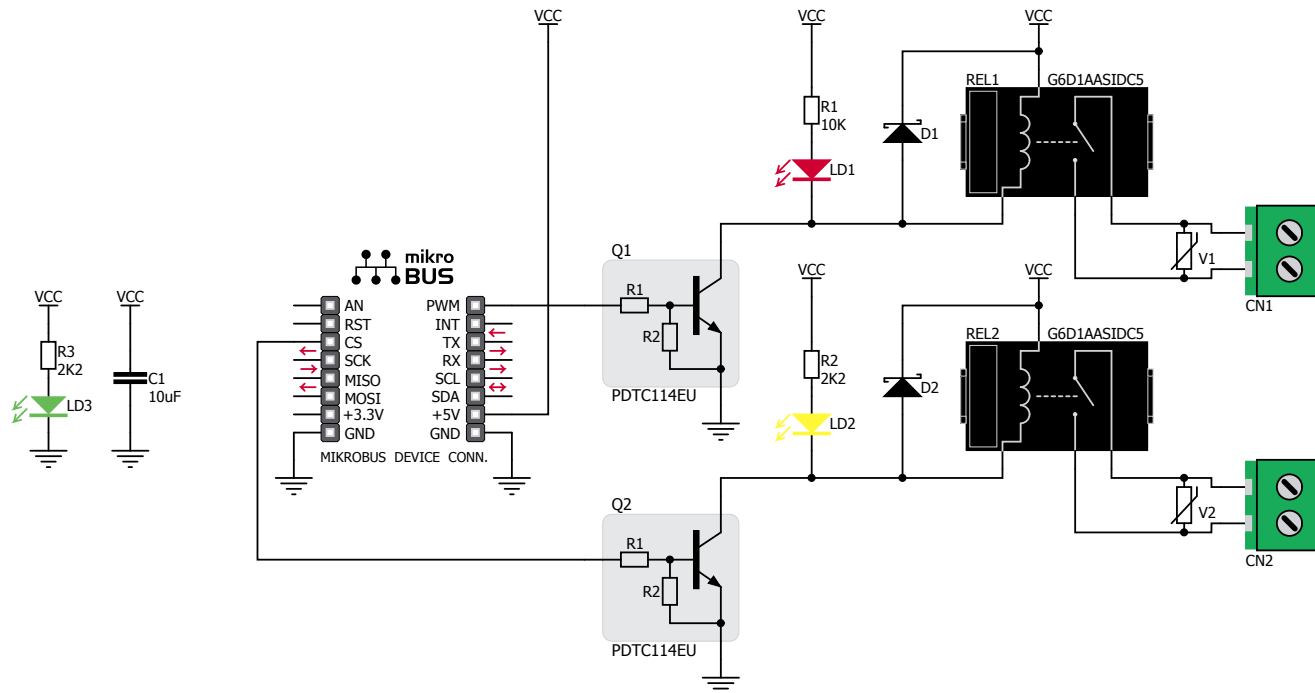 VCC
VCC
VCC
REL1
G6D1AASIDC5
R1
10K
D1
LD1
V1
CN1
mikro
BUS
Q1
R1
R2
PDTC114EU
VCC
VCC
R3
2K2
LD3
C1
10uF
AN
RST
CS
SCK
MISO
MOSI
+3.3V
GND
PWM
INT
TX
RX
SCL
SDA
+5V
GND
MIKROBUS DEVICE CONN.
VCC
VCC
REL2
G6D1AASIDC5
R2
2K2
D2
LD2
V2
CN2
Q2
R1
R2
PDTC114EU